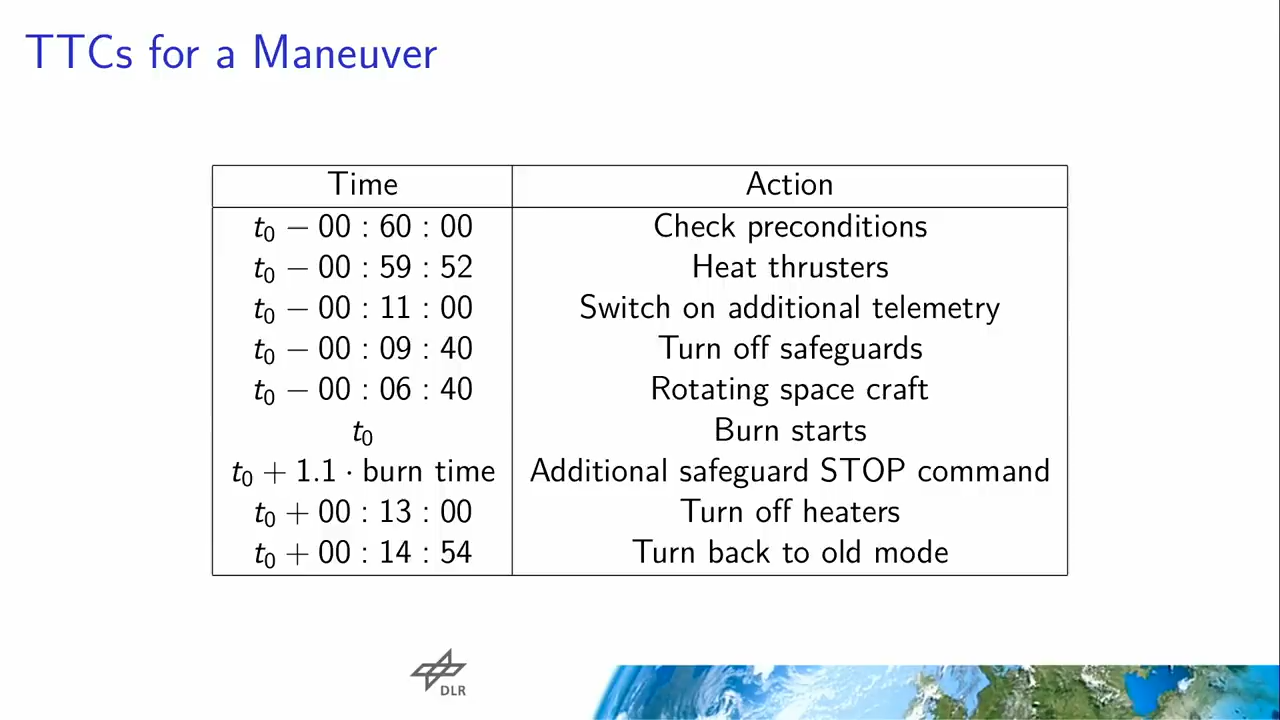 TTCs for a Maneuver
Time Action
t₀ − 00 : 60 : 00 Check preconditions
t₀ − 00 : 59 : 52 Heat thrusters
t₀ − 00 : 11 : 00 Switch on additional telemetry
t₀ − 00 : 09 : 40 Turn off safeguards
t₀ − 00 : 06 : 40 Rotating space craft
t₀ Burn starts
t₀ + 1.1 · burn time Additional safeguard STOP command
t₀ + 00 : 13 : 00 Turn off heaters
t₀ + 00 : 14 : 54 Turn back to old mode
DLR